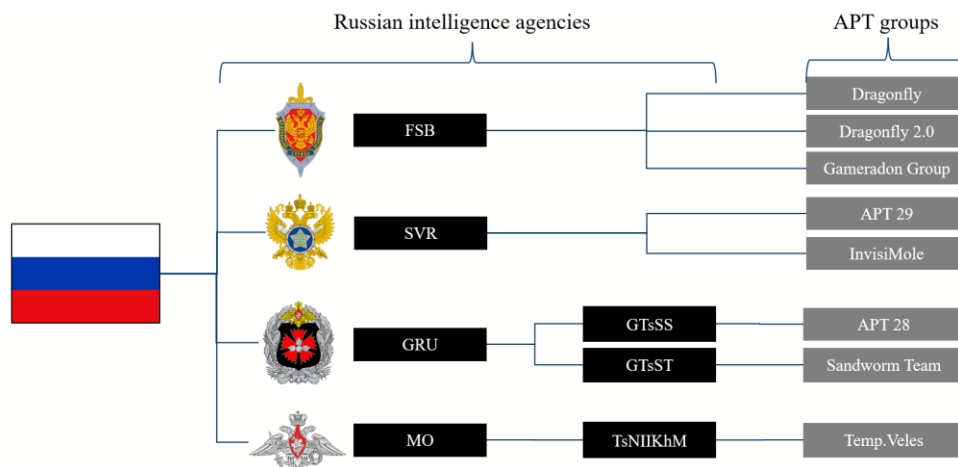 Russian intelligence agencies
APT groups
Dragonfly
FSB
Dragonfly 2.0
Gameradon Group
APT 29
SVR
InvisiMole
GTsSS
APT 28
GRU
GTsST
Sandworm Team
MO
TsNIIKhM
Temp.Veles